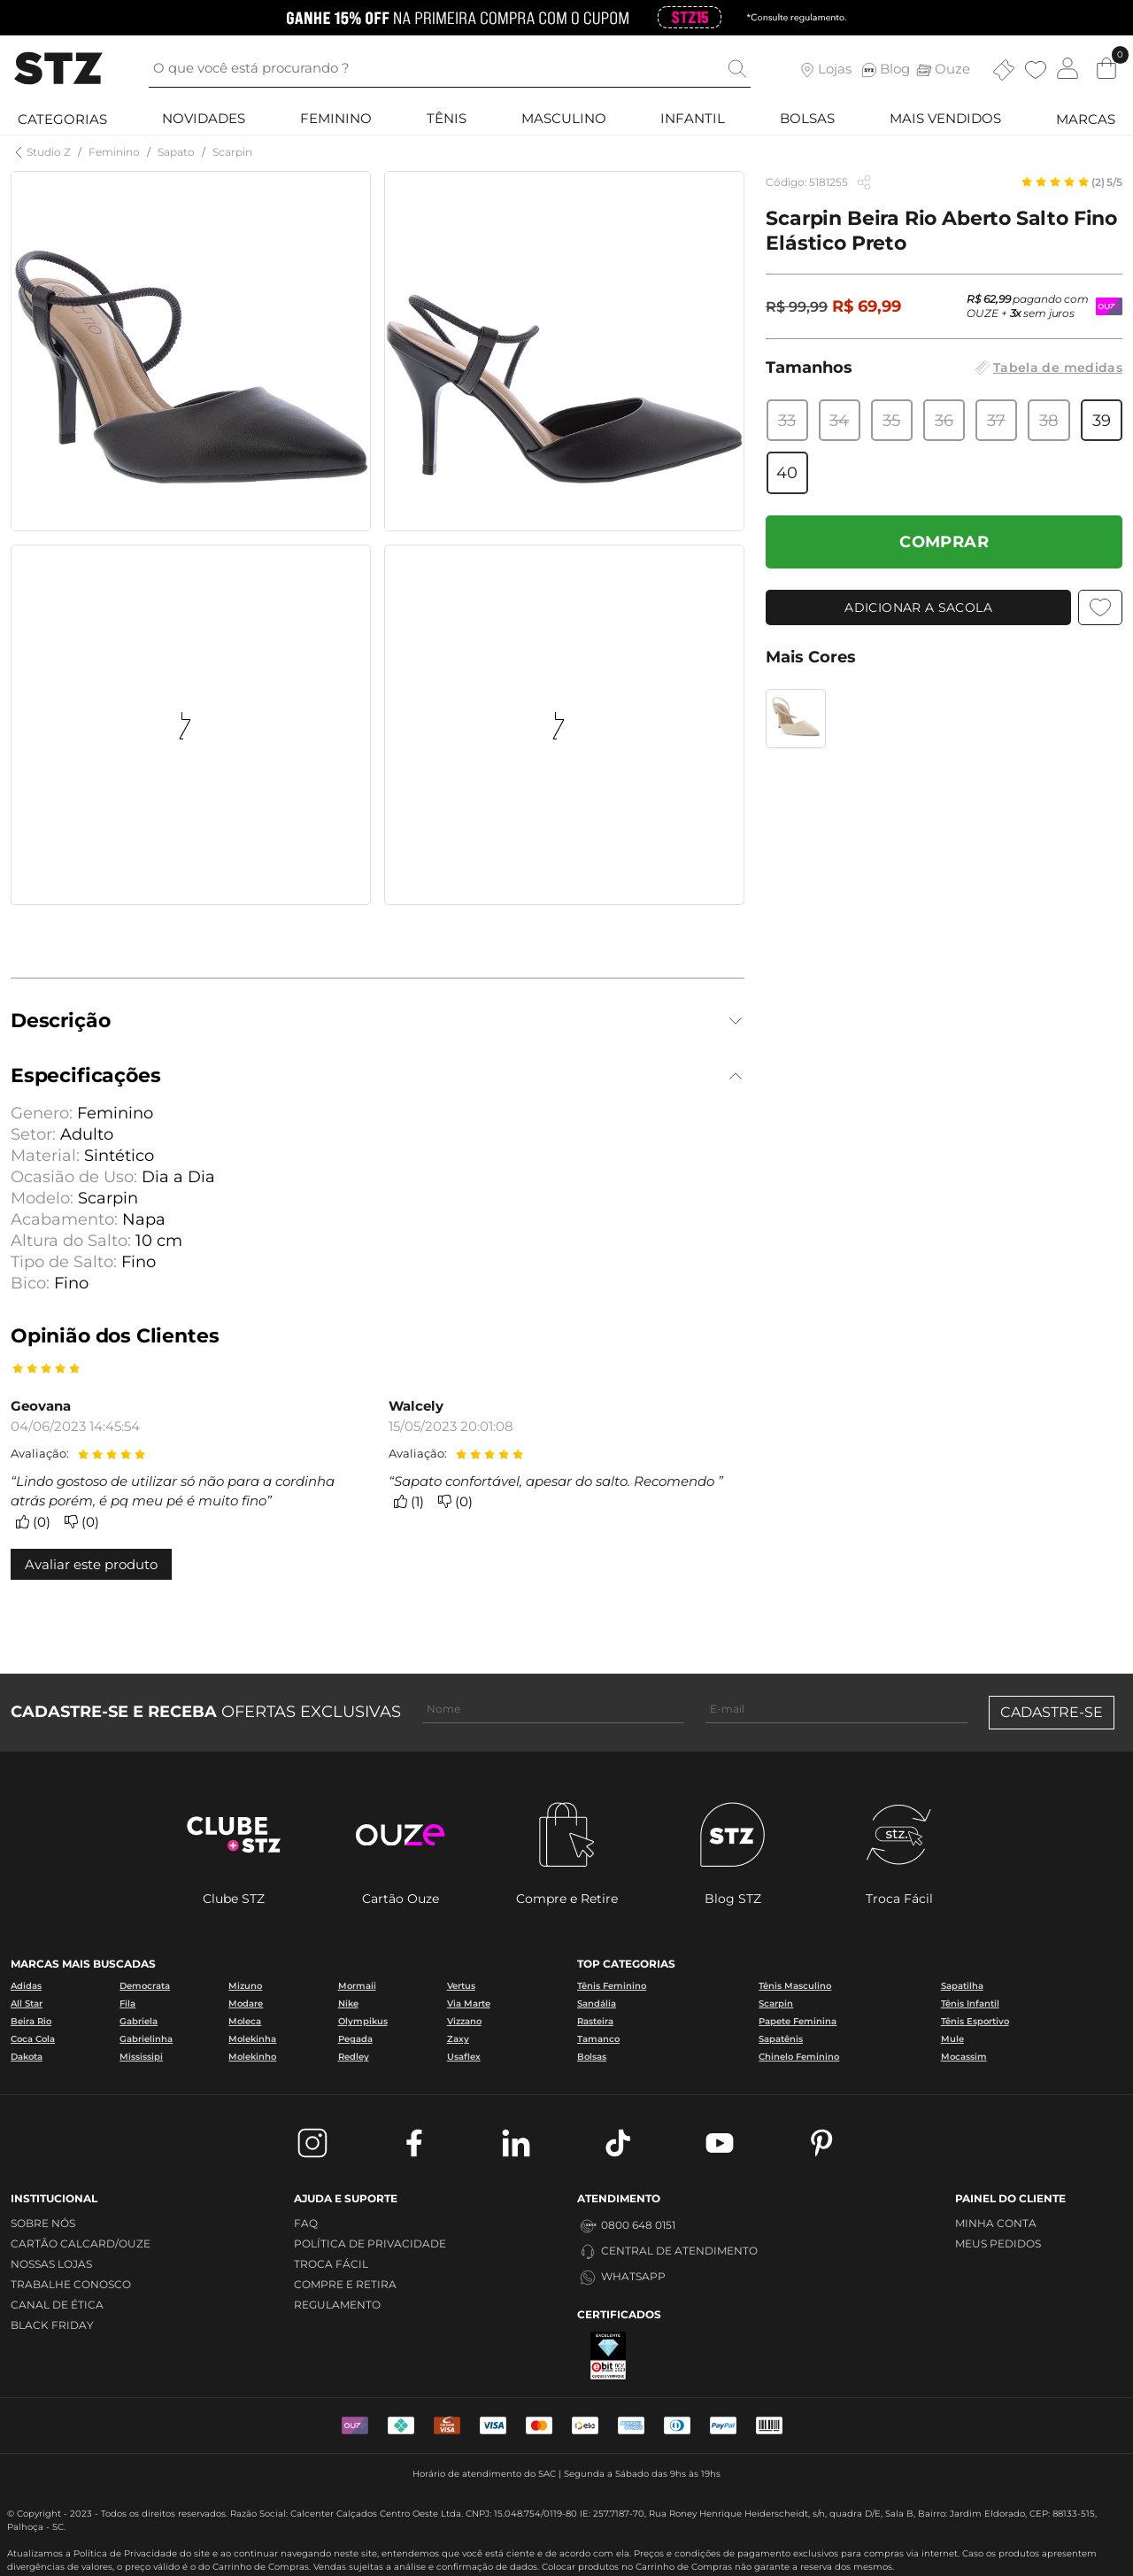 GANHE 15% OFF NA PRIMEIRA COMPRA COM O CUPOM STZ15 *Consulte regulamento.
STZ
O que você está procurando ?
Lojas Blog Ouze
0
CATEGORIAS NOVIDADES FEMININO TÊNIS MASCULINO INFANTIL BOLSAS MAIS VENDIDOS MARCAS
Studio Z / Feminino / Sapato / Scarpin
Código: 5181255
(2) 5/5
Scarpin Beira Rio Aberto Salto Fino
Elástico Preto
R$ 99,99 R$ 69,99
R$ 62,99 pagando com
OUZE + 3x sem juros
Tamanhos
Tabela de medidas
33 34 35 36 37 38 39
40
COMPRAR
ADICIONAR A SACOLA
Mais Cores
Descrição
Especificações
Genero: Feminino
Setor: Adulto
Material: Sintético
Ocasião de Uso: Dia a Dia
Modelo: Scarpin
Acabamento: Napa
Altura do Salto: 10 cm
Tipo de Salto: Fino
Bico: Fino
Opinião dos Clientes
Geovana
04/06/2023 14:45:54
Avaliação:
“Lindo gostoso de utilizar só não para a cordinha
atrás porém, é pq meu pé é muito fino”
(0) (0)
Walcely
15/05/2023 20:01:08
Avaliação:
“Sapato confortável, apesar do salto. Recomendo ”
(1) (0)
Avaliar este produto
CADASTRE-SE E RECEBA OFERTAS EXCLUSIVAS
Nome
E-mail
CADASTRE-SE
CLUBE
+STZ
OUZE
STZ
stz.
Clube STZ
Cartão Ouze
Compre e Retire
Blog STZ
Troca Fácil
MARCAS MAIS BUSCADAS
Adidas Democrata Mizuno Mormaii Vertus
All Star Fila Modare Nike Via Marte
Beira Rio Gabriela Moleca Olympikus Vizzano
Coca Cola Gabrielinha Molekinha Pegada Zaxy
Dakota Mississipi Molekinho Redley Usaflex
TOP CATEGORIAS
Tênis Feminino Tênis Masculino Sapatilha
Sandália Scarpin Tênis Infantil
Rasteira Papete Feminina Tênis Esportivo
Tamanco Sapatênis Mule
Bolsas Chinelo Feminino Mocassim
INSTITUCIONAL
SOBRE NÓS
CARTÃO CALCARD/OUZE
NOSSAS LOJAS
TRABALHE CONOSCO
CANAL DE ÉTICA
BLACK FRIDAY
AJUDA E SUPORTE
FAQ
POLÍTICA DE PRIVACIDADE
TROCA FÁCIL
COMPRE E RETIRA
REGULAMENTO
ATENDIMENTO
0800 648 0151
CENTRAL DE ATENDIMENTO
WHATSAPP
CERTIFICADOS
EXCELENTE
ebit
PAINEL DO CLIENTE
MINHA CONTA
MEUS PEDIDOS
VISA VISA elo PayPal
Horário de atendimento do SAC | Segunda a Sábado das 9hs às 19hs
© Copyright - 2023 - Todos os direitos reservados. Razão Social: Calcenter Calçados Centro Oeste Ltda. CNPJ: 15.048.754/0119-80 IE: 257.7187-70, Rua Roney Henrique Heiderscheidt, s/n, quadra D/E, Sala B, Bairro: Jardim Eldorado, CEP: 88133-515,
Palhoça - SC.
Atualizamos a Política de Privacidade do site e ao continuar navegando neste site, entendemos que você está ciente e de acordo com ela. Preços e condições de pagamento exclusivos para compras via internet. Caso os produtos apresentem
divergências de valores, o preço válido é o do Carrinho de Compras. Vendas sujeitas a análise e confirmação de dados. Colocar produtos no Carrinho de Compras não garante a reserva dos mesmos.